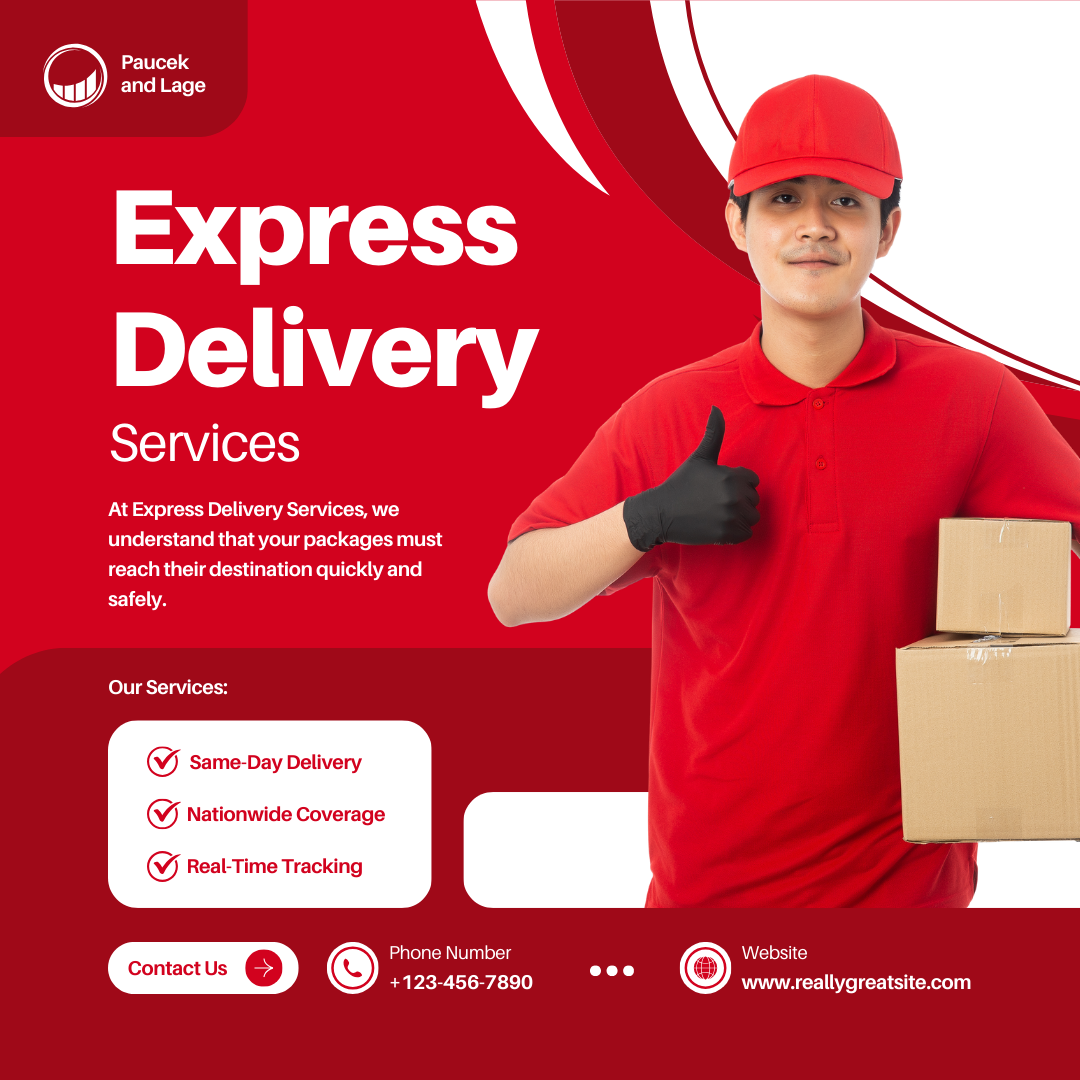 Paucek
and Lage
Express
Delivery
Services
At Express Delivery Services, we
understand that your packages must
reach their destination quickly and
safely.
Our Services:
Same-Day Delivery
Nationwide Coverage
Real-Time Tracking
Contact Us
Phone Number
+123-456-7890
Website
www.reallygreatsite.com